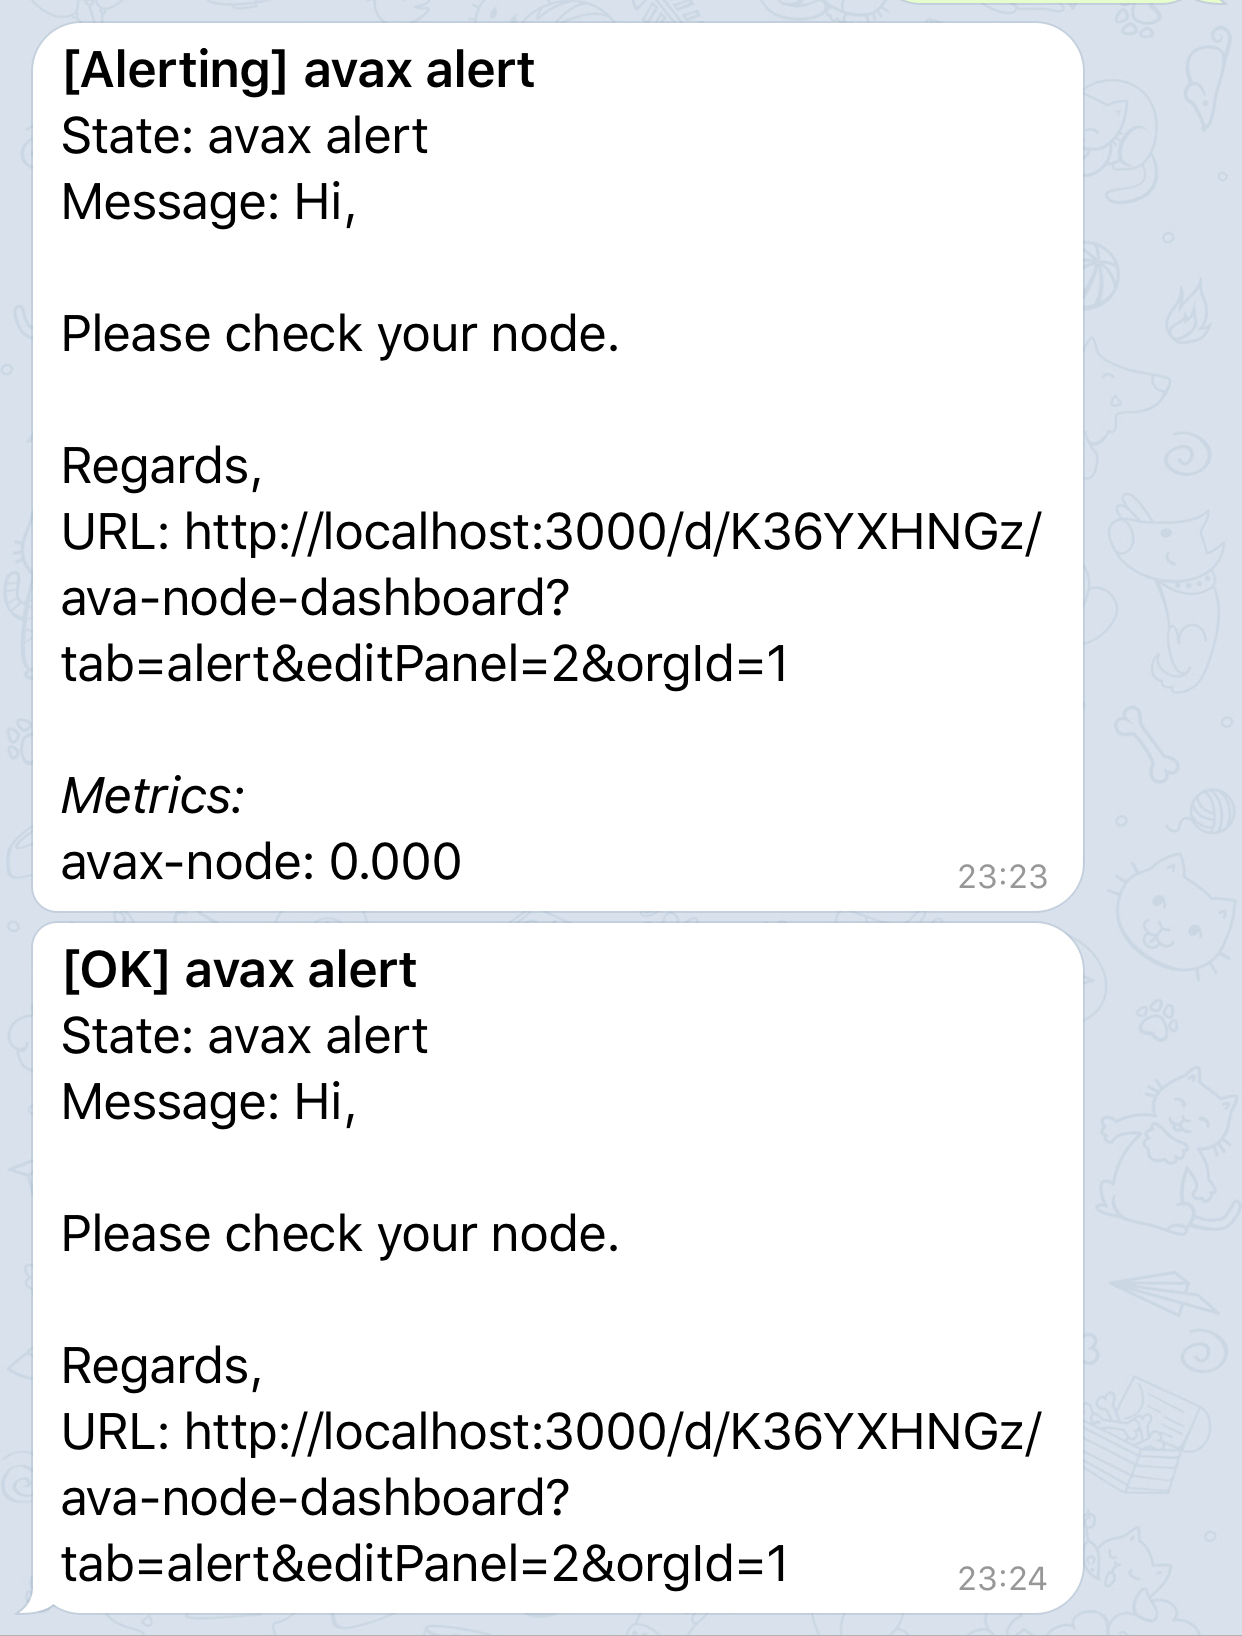 [Alerting] avax alert
State: avax alert
Message: Hi,
Please check your node.
Regards,
URL: http://localhost:3000/d/K36YXHNGz/
ava-node-dashboard?
tab=alert&editPanel=2&orgId=1
Metrics:
avax-node: 0.000
23:23
[OK] avax alert
State: avax alert
Message: Hi,
Please check your node.
Regards,
URL: http://localhost:3000/d/K36YXHNGz/
ava-node-dashboard?
tab=alert&editPanel=2&orgId=1
23:24